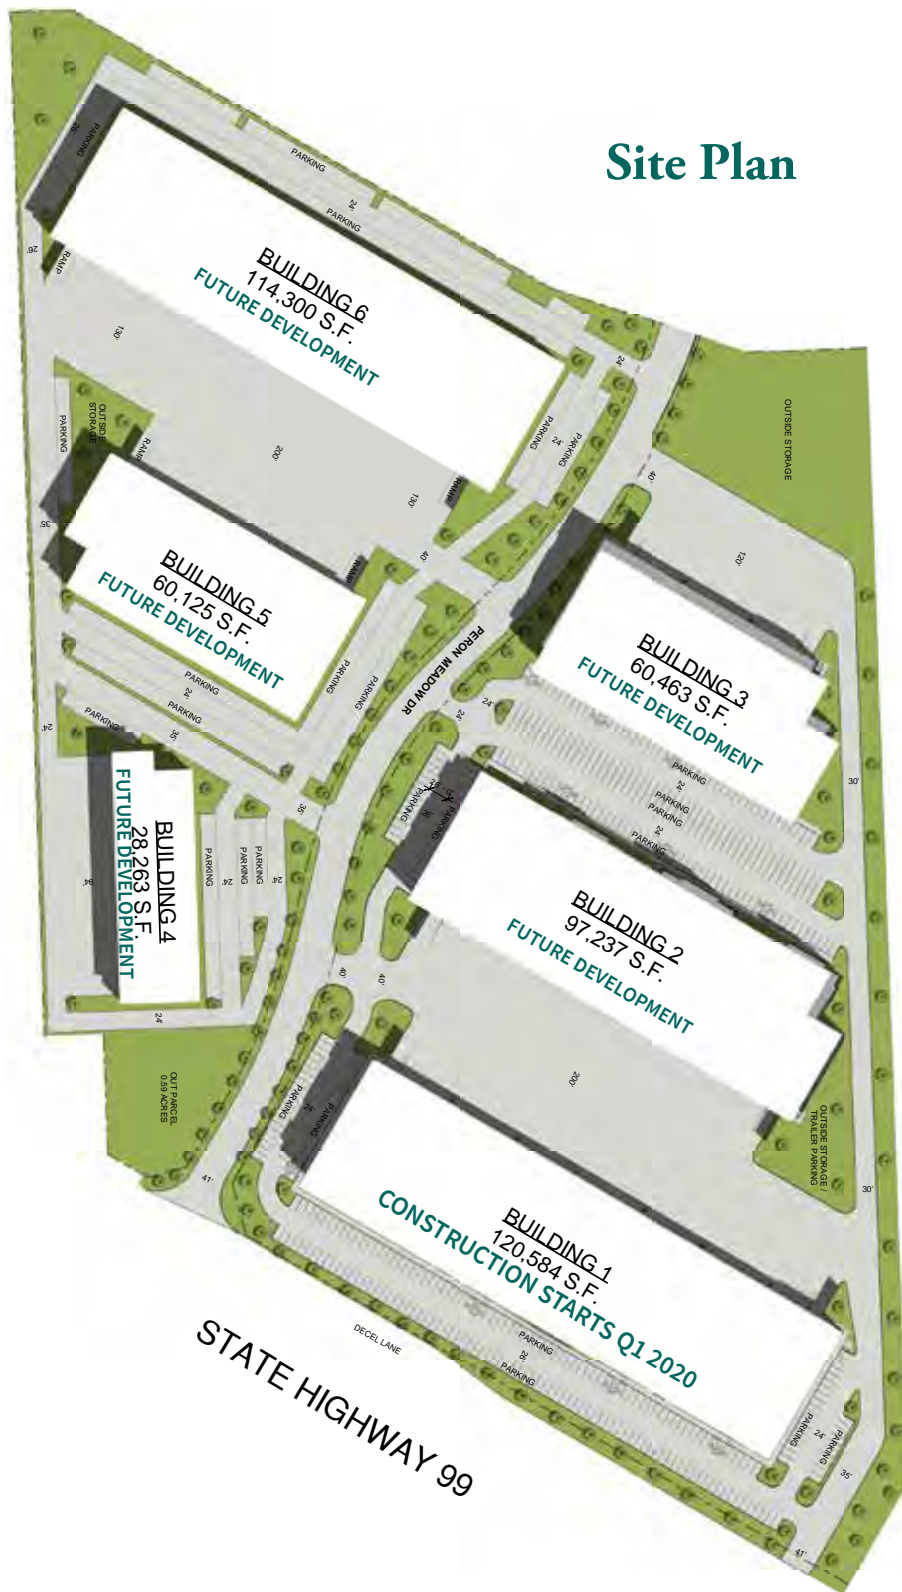 Site Plan
PARKING
26'
PARKING
24'
PARKING
BUILDING 6
114,300 S.F.
FUTURE DEVELOPMENT
26'
RAMP
130'
24'
PARKING
24'
PARKING
OUTSIDE STORAGE
PARKING
OUTSIDE
STORAGE
RAMP
200'
130'
RAMP
40'
40'
120'
35'
RAMP
BUILDING 5
60,125 S.F.
FUTURE DEVELOPMENT
PERON MEADOW DR
BUILDING 3
60,463 S.F.
FUTURE DEVELOPMENT
PARKING
24'
PARKING
PARKING
PARKING
24'
24'
24'
PARKING
35'
30'
PARKING
24'
PARKING
PARKING
24'
PARKING
PARKING
26'
PARKING
35'
BUILDING 4
28,263 S.F.
FUTURE DEVELOPMENT
94'
PARKING
24'
PARKING
PARKING
24'
24'
BUILDING 2
97,237 S.F.
FUTURE DEVELOPMENT
40'
40'
200'
OUT PARCEL
0.59 ACRES
PARKING
24'
PARKING
OUTSIDE STORAGE /
TRAILER PARKING
30'
41'
BUILDING 1
120,584 S.F.
CONSTRUCTION STARTS Q1 2020
DECEL LANE
PARKING
26'
PARKING
PARKING
24'
PARKING
35'
41'
STATE HIGHWAY 99